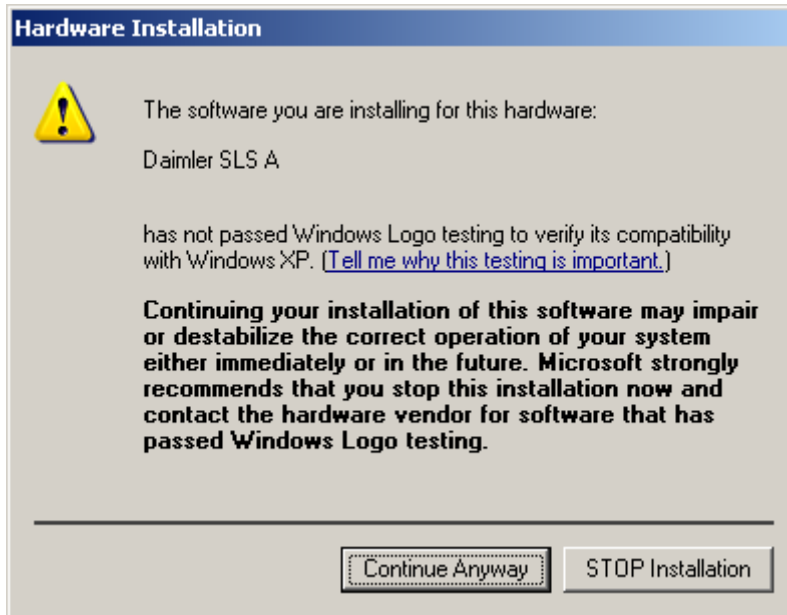 Hardware Installation
The software you are installing for this hardware:
Daimler SLS A
has not passed Windows Logo testing to verify its compatibility
with Windows XP. (Tell me why this testing is important.)
Continuing your installation of this software may impair
or destabilize the correct operation of your system
either immediately or in the future. Microsoft strongly
recommends that you stop this installation now and
contact the hardware vendor for software that has
passed Windows Logo testing.
Continue Anyway
STOP Installation